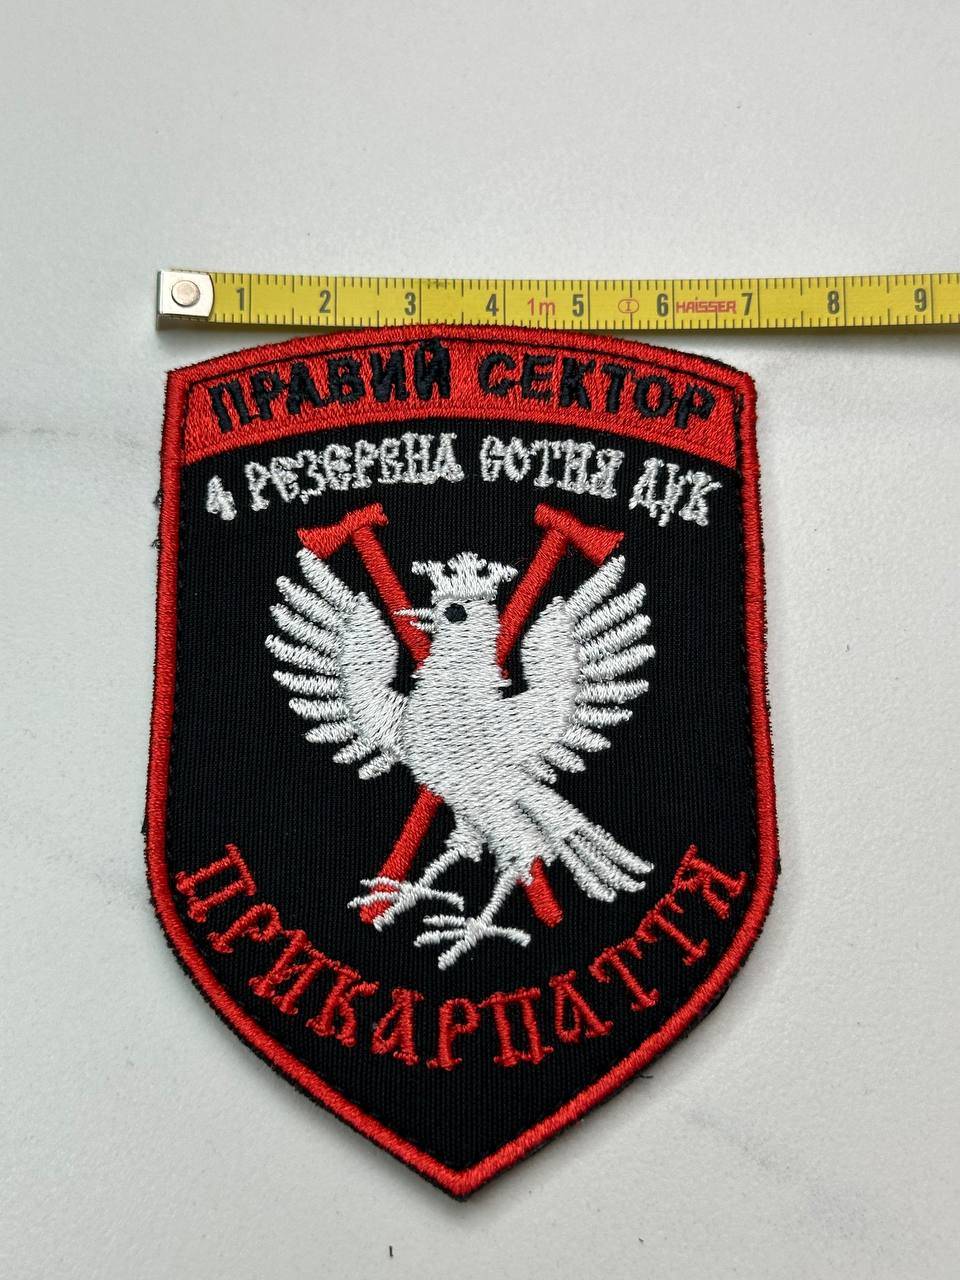 1 2 3 4 1m 5 6 HAISSER 7 8 9
ПРАВИЙ СЕКТОР
4 РЕЗЕРВНА СОТНЯ ДУК
ПРИКАРПАТТЯ